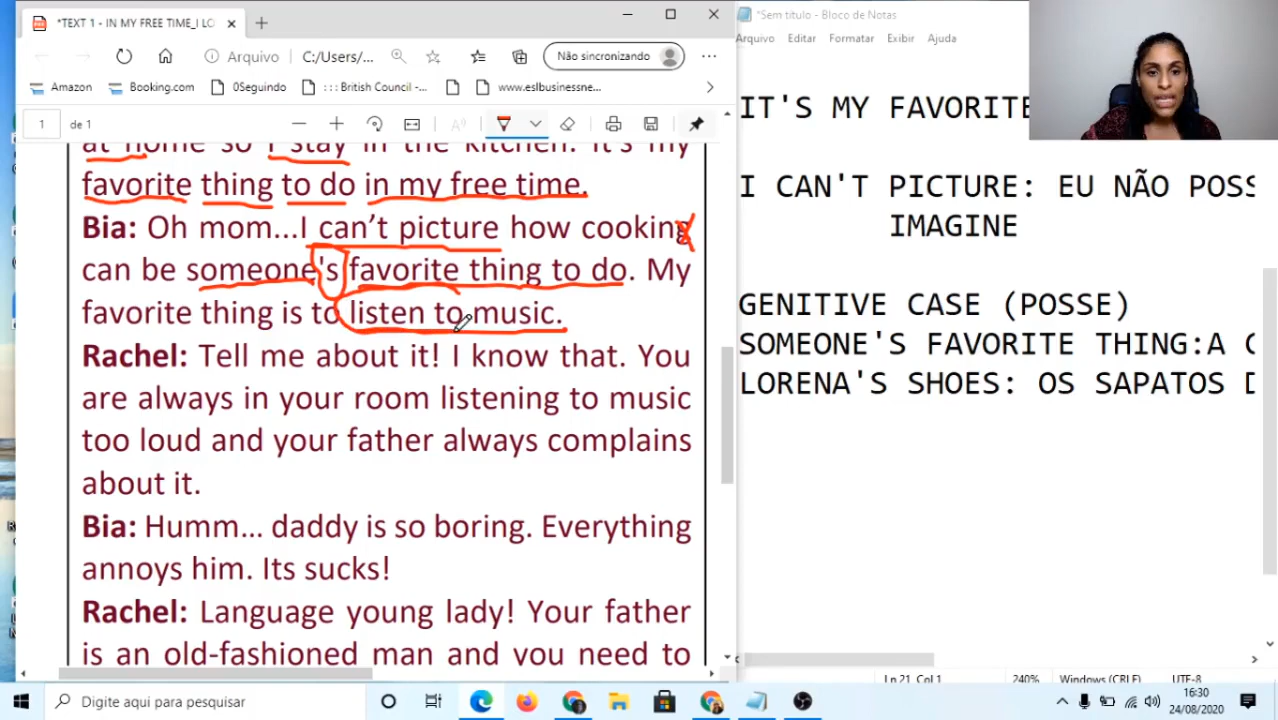 *TEXT 1 - IN MY FREE TIME_I LO
*Sem título - Bloco de Notas
Arquivo
C:/Users/...
Não sincronizando
Arquivo Editar Formatar Exibir Ajuda
Amazon
Booking.com
0Seguindo
: : : British Council -...
www.eslbusinessne...
1 de 1
at home so I stay in the kitchen. It's my
favorite thing to do in my free time.
Bia: Oh mom...I can't picture how cooking
can be someone's favorite thing to do. My
favorite thing is to listen to music.
Rachel: Tell me about it! I know that. You
are always in your room listening to music
too loud and your father always complains
about it.
Bia: Humm... daddy is so boring. Everything
annoys him. Its sucks!
Rachel: Language young lady! Your father
is an old-fashioned man and you need to
IT'S MY FAVORITE
I CAN'T PICTURE: EU NÃO POSS
IMAGINE
GENITIVE CASE (POSSE)
SOMEONE'S FAVORITE THING:A
LORENA'S SHOES: OS SAPATOS D
Ln 21, Col 1
240%
Windows (CRLF)
UTF-8
Digite aqui para pesquisar
16:30
24/08/2020